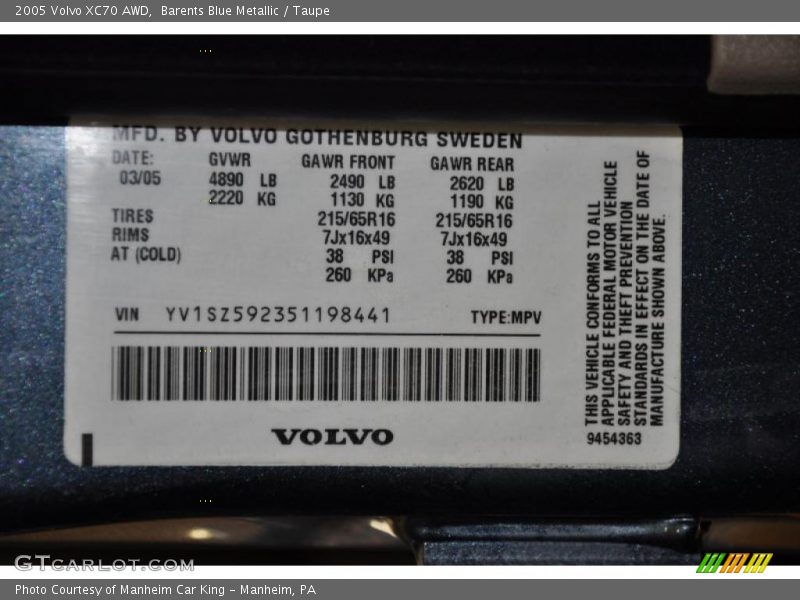 2005 Volvo XC70 AWD,  Barents Blue Metallic / Taupe
MFD. BY VOLVO GOTHENBURG SWEDEN
DATE: GVWR GAWR FRONT GAWR REAR
03/05 4890 LB 2490 LB 2620 LB
2220 KG 1130 KG 1190 KG
TIRES 215/65R16 215/65R16
RIMS 7Jx16x49 7Jx16x49
AT (COLD) 38 PSI 38 PSI
260 KPa 260 KPa
VIN YV1SZ592351198441 TYPE:MPV
VOLVO
THIS VEHICLE CONFORMS TO ALL
APPLICABLE FEDERAL MOTOR VEHICLE
SAFETY AND THEFT PREVENTION
STANDARDS IN EFFECT ON THE DATE OF
MANUFACTURE SHOWN ABOVE.
9454363
GTCARLOT.COM
Photo Courtesy of Manheim Car King - Manheim, PA